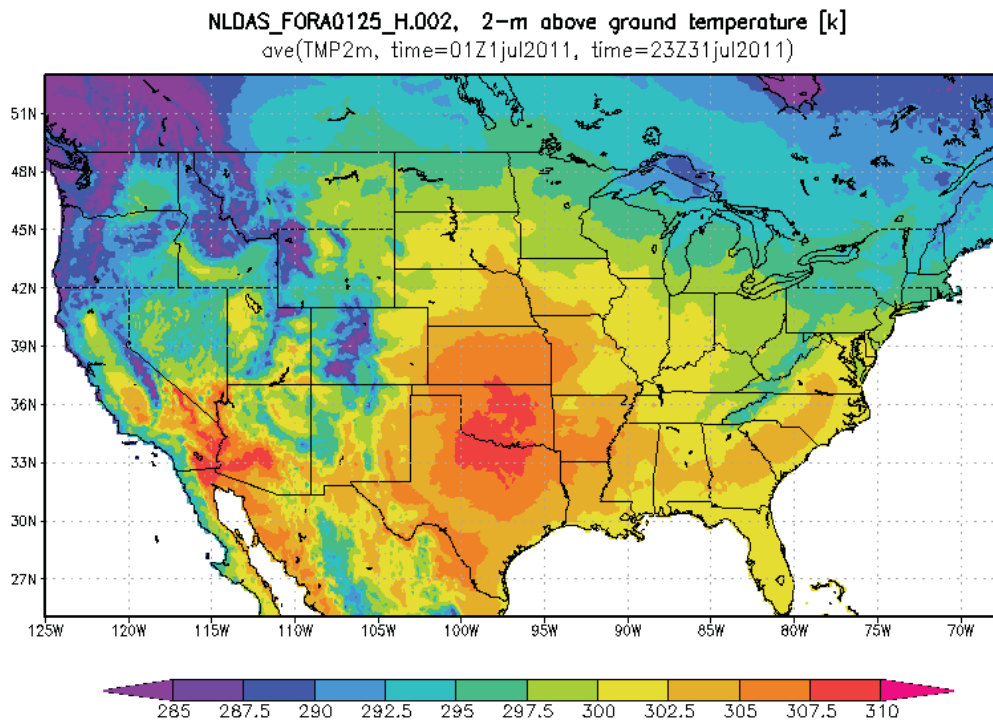 NLDAS_FORA0125_H.002, 2-m above ground temperature [k]
ave(TMP2m, time=01Z1jul2011, time=23Z31jul2011)
51N
48N
45N
42N
39N
36N
33N
30N
27N
125W 120W 115W 110W 105W 100W 95W 90W 85W 80W 75W 70W
285 287.5 290 292.5 295 297.5 300 302.5 305 307.5 310